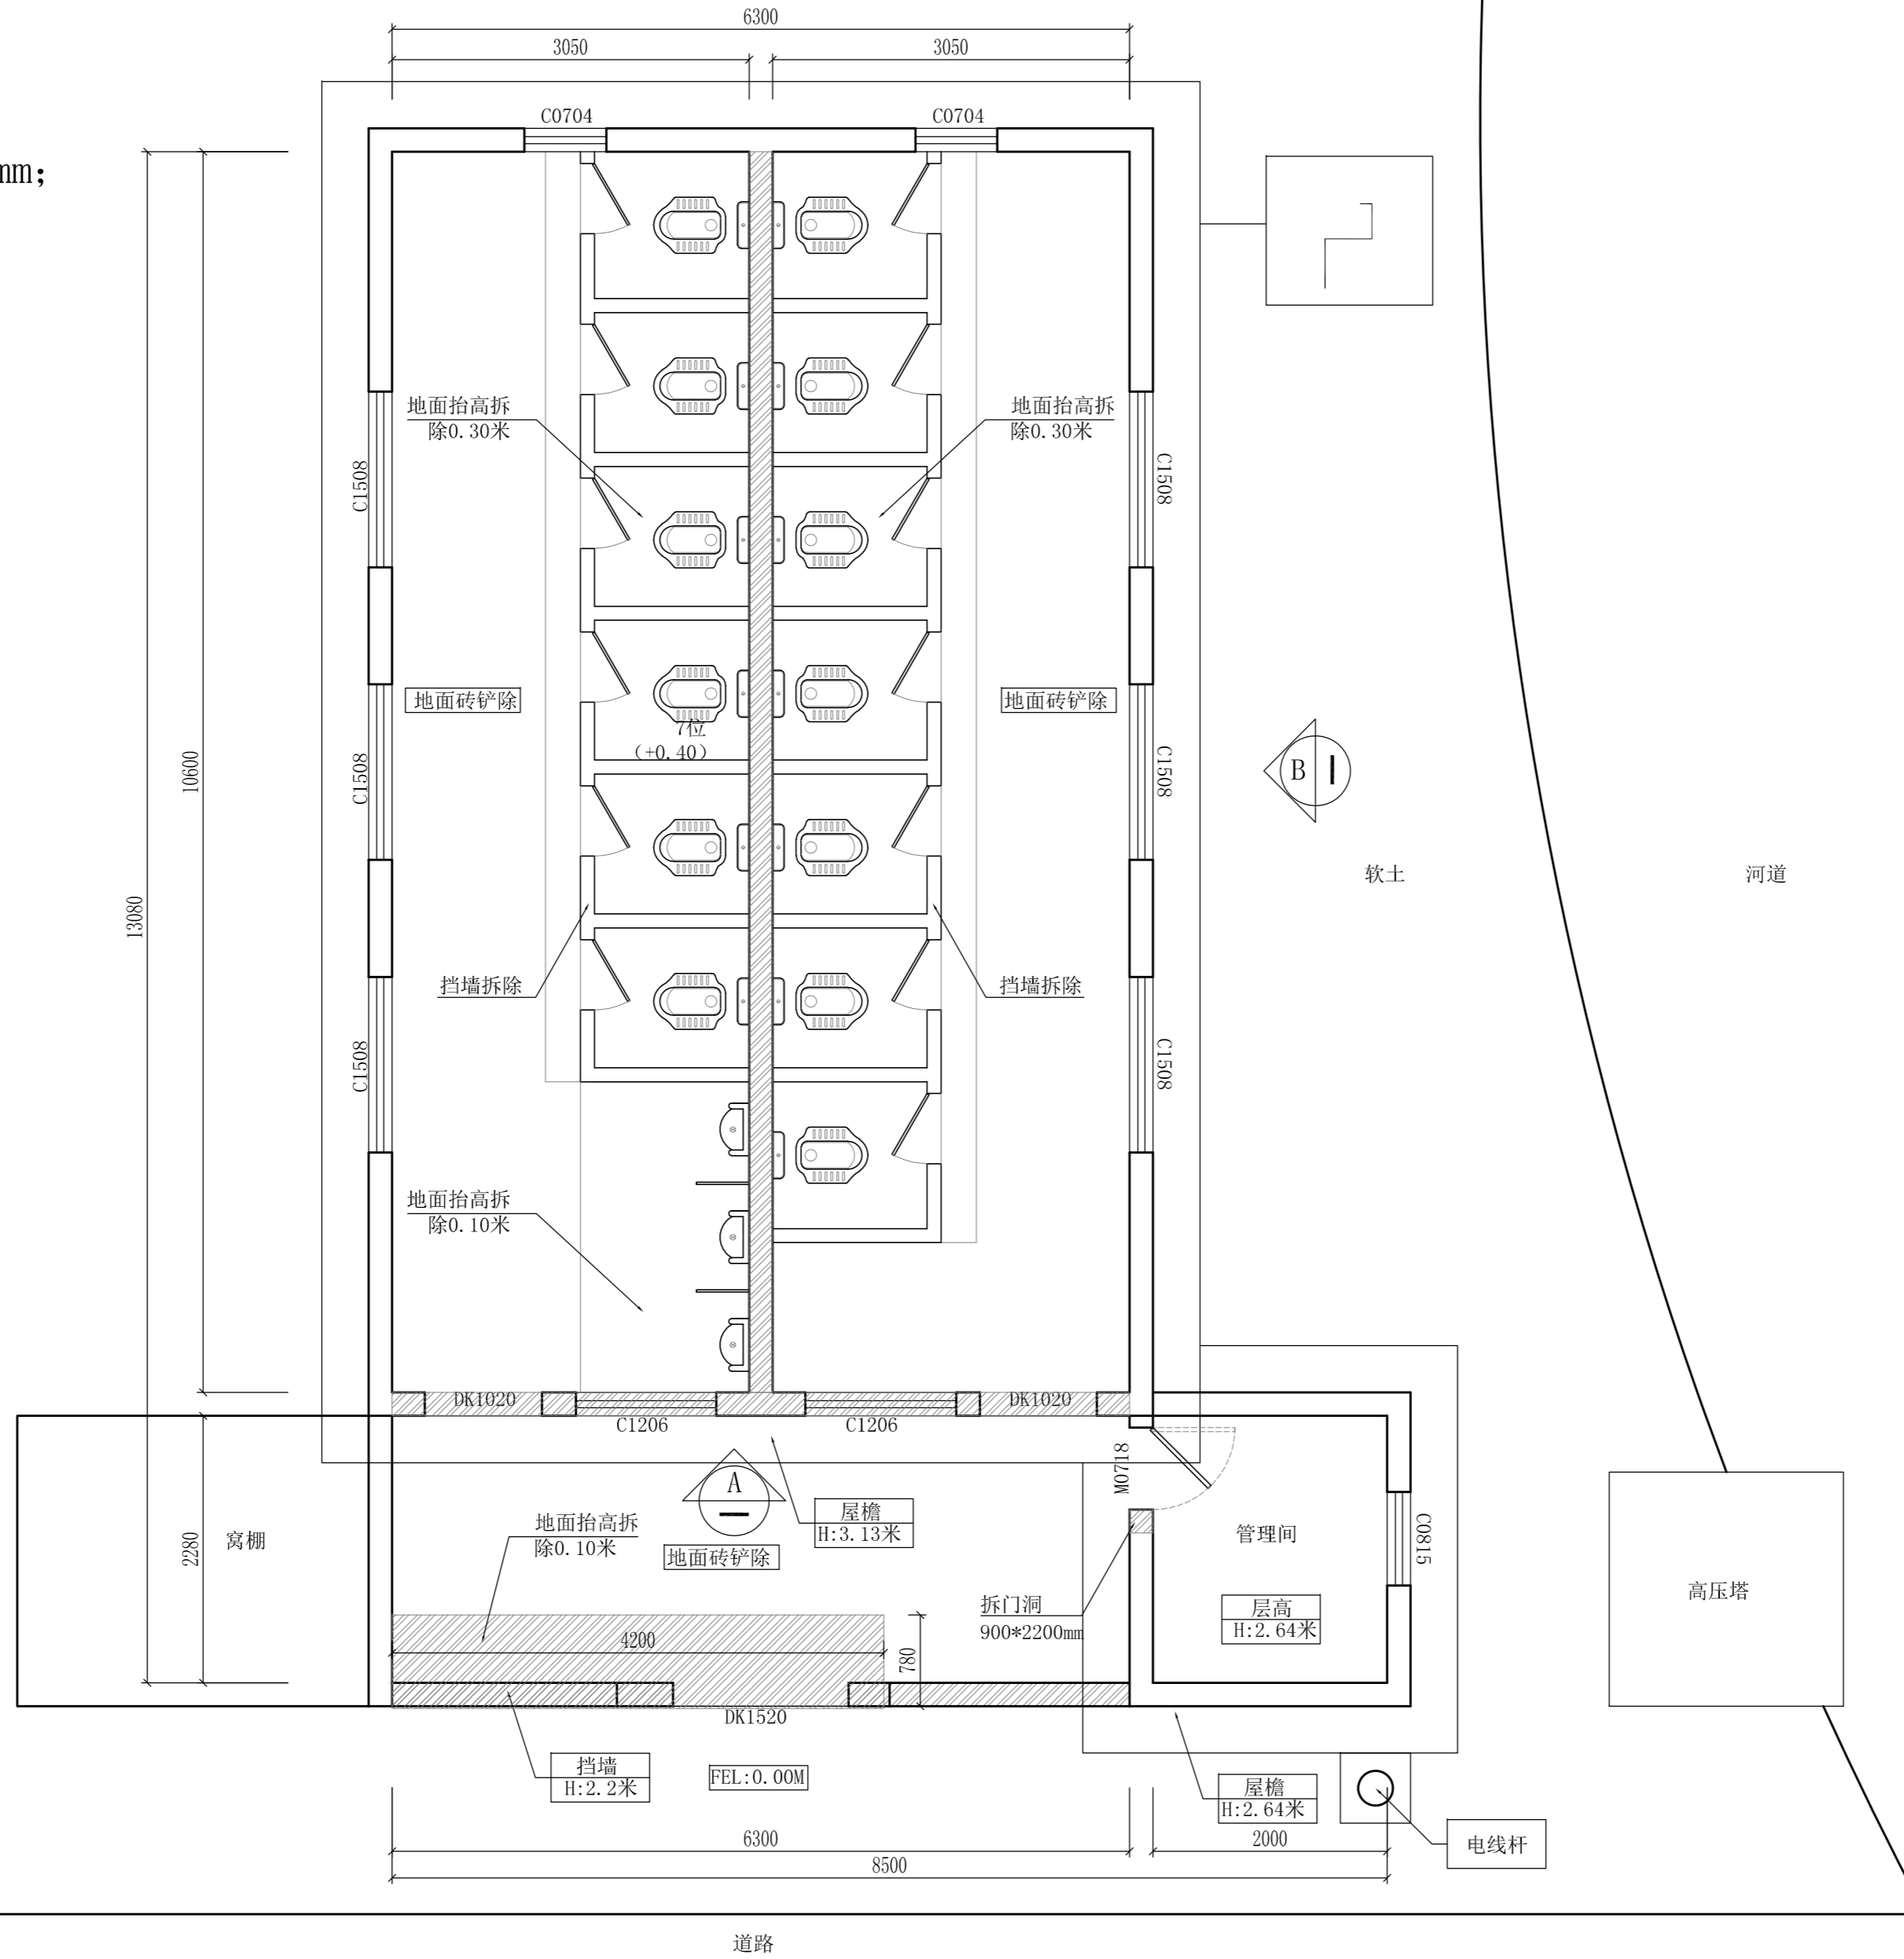 6300
3050
3050
C0704
C0704
mm;
地面抬高拆
除0.30米
地面抬高拆
除0.30米
C1508
C1508
地面砖铲除
地面砖铲除
7位
(+0.40)
10600
C1508
C1508
B
软土
河道
13080
挡墙拆除
挡墙拆除
C1508
C1508
地面抬高拆
除0.10米
DK1020
DK1020
C1206
C1206
M0718
A
屋檐
H:3.13米
地面抬高拆
除0.10米
地面砖铲除
窝棚
2280
管理间
C0815
拆门洞
900*2200mm
层高
H:2.64米
高压塔
4200
780
DK1520
挡墙
H:2.2米
FEL:0.00M
屋檐
H:2.64米
6300
2000
电线杆
8500
道路